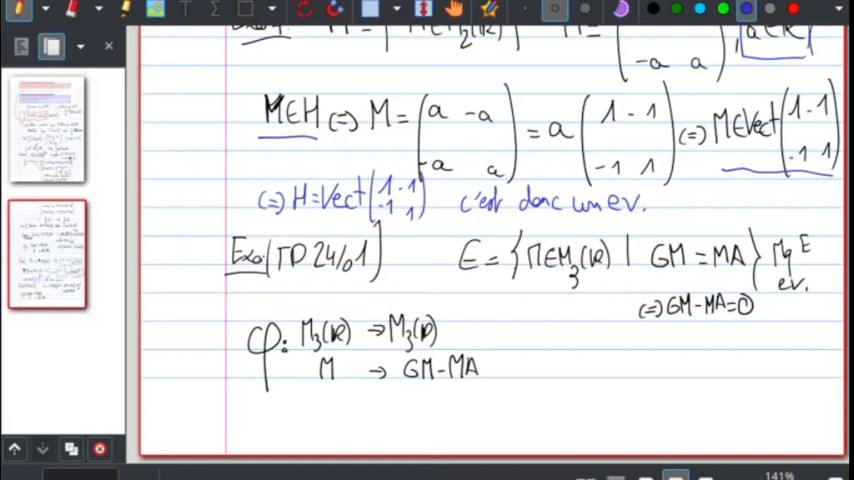 M = { M∈M₂(ℝ) | M = ( -a a ) , a∈ℝ
M∈H ⇔ M = ( a -a -a a ) = a ( 1 -1 -1 1 ) ⇔ M∈Vect ( 1 -1 -1 1 )
⇔ H = Vect ( 1 -1 -1 1 ) c'est donc un ev.
Exo: (TD 24/01) E = { M∈M₃(ℝ) | GM = MA } Mq E ev.
⇔ GM-MA=0
φ: M₃(ℝ) → M₃(ℝ)
M → GM-MA
141%